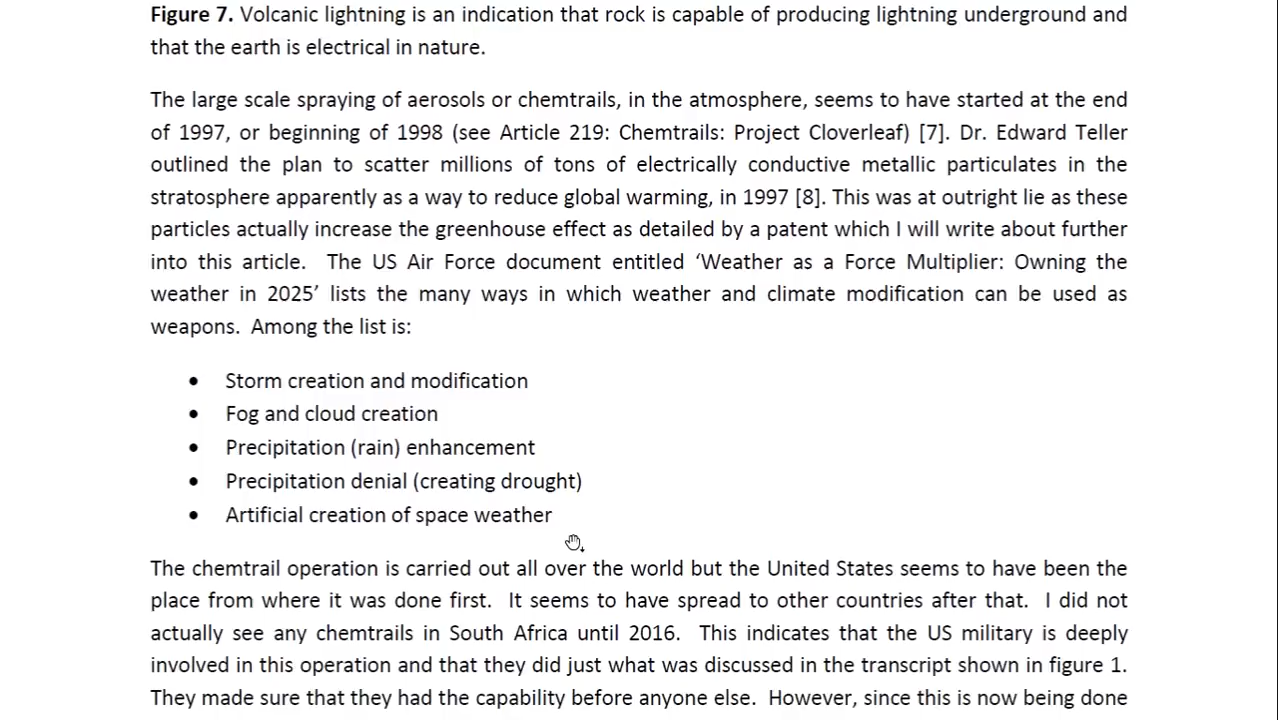 Figure 7. Volcanic lightning is an indication that rock is capable of producing lightning underground and
that the earth is electrical in nature.
The large scale spraying of aerosols or chemtrails, in the atmosphere, seems to have started at the end
of 1997, or beginning of 1998 (see Article 219: Chemtrails: Project Cloverleaf) [7]. Dr. Edward Teller
outlined the plan to scatter millions of tons of electrically conductive metallic particulates in the
stratosphere apparently as a way to reduce global warming, in 1997 [8]. This was at outright lie as these
particles actually increase the greenhouse effect as detailed by a patent which I will write about further
into this article. The US Air Force document entitled ‘Weather as a Force Multiplier: Owning the
weather in 2025’ lists the many ways in which weather and climate modification can be used as
weapons. Among the list is:
• Storm creation and modification
• Fog and cloud creation
• Precipitation (rain) enhancement
• Precipitation denial (creating drought)
• Artificial creation of space weather
The chemtrail operation is carried out all over the world but the United States seems to have been the
place from where it was done first. It seems to have spread to other countries after that. I did not
actually see any chemtrails in South Africa until 2016. This indicates that the US military is deeply
involved in this operation and that they did just what was discussed in the transcript shown in figure 1.
They made sure that they had the capability before anyone else. However, since this is now being done